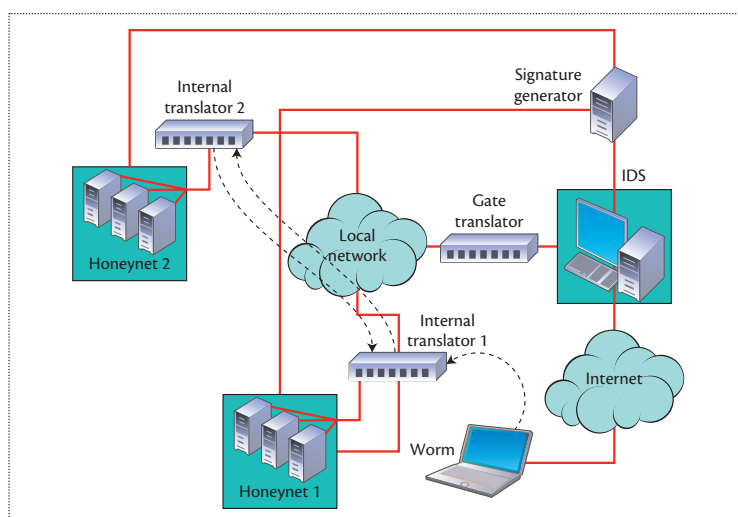 Signature
generator
Internal
translator 2
IDS
Gate
translator
Local
network
Honeynet 2
Internal
translator 1
Internet
Worm
Honeynet 1